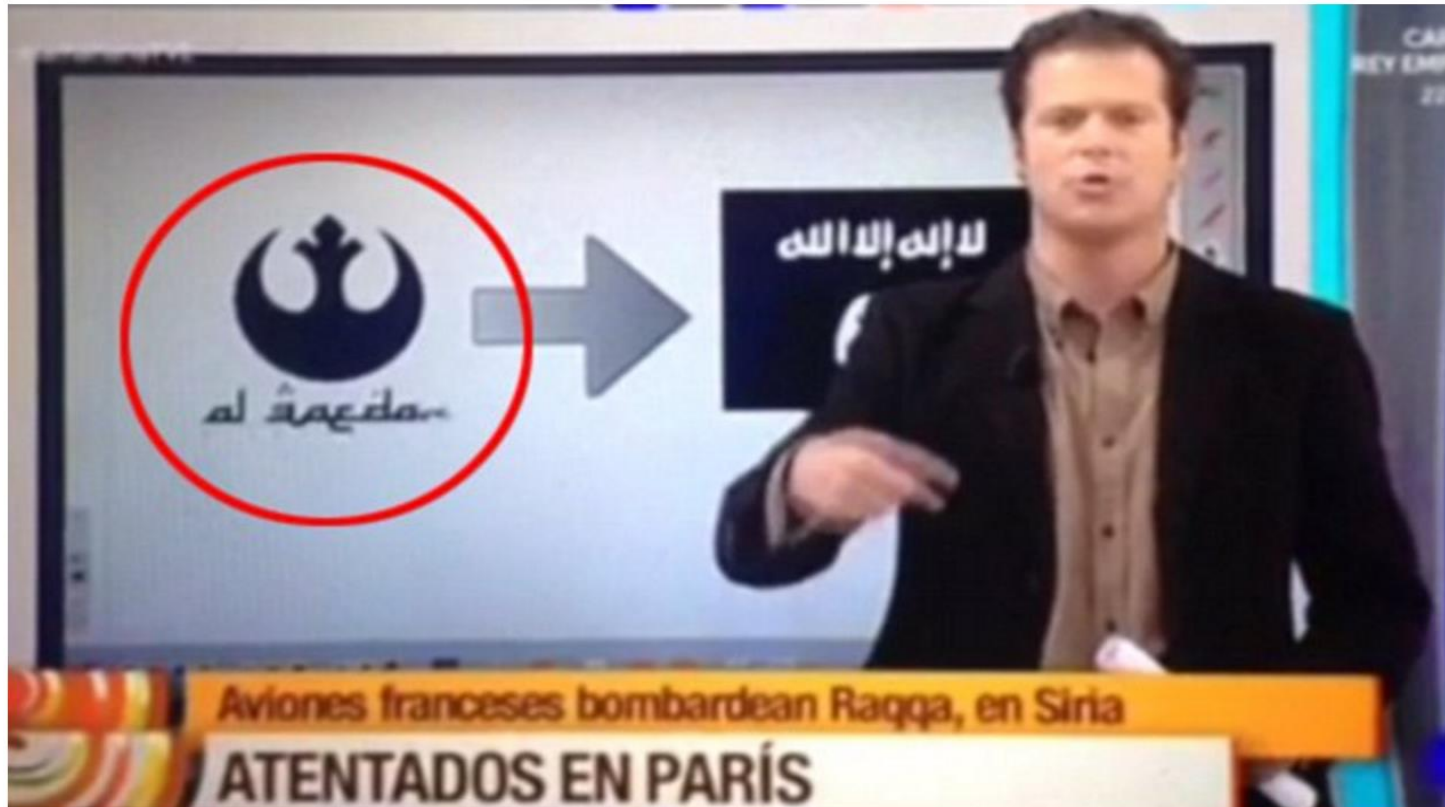 al Qaeda
لا إله إلا الله
Aviones franceses bombardean Raqqa, en Siria
ATENTADOS EN PARÍS